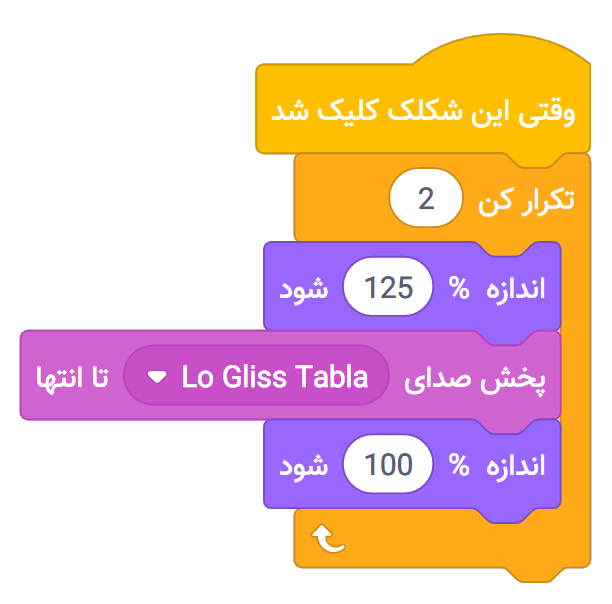 وقتی این شکلک کلیک شد
تکرار کن 2
اندازه % 125 شود
پخش صدای Lo Gliss Tabla تا انتها
اندازه % 100 شود